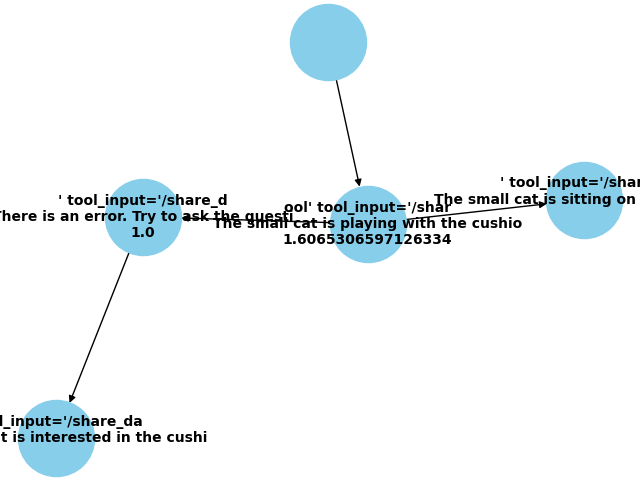 ' tool_input='/share_d
There is an error. Try to ask the questi
1.0
ool' tool_input='/shar
The small cat is playing with the cushio
1.6065306597126334
' tool_input='/shar
The small cat is sitting on
l_input='/share_da
t is interested in the cushi